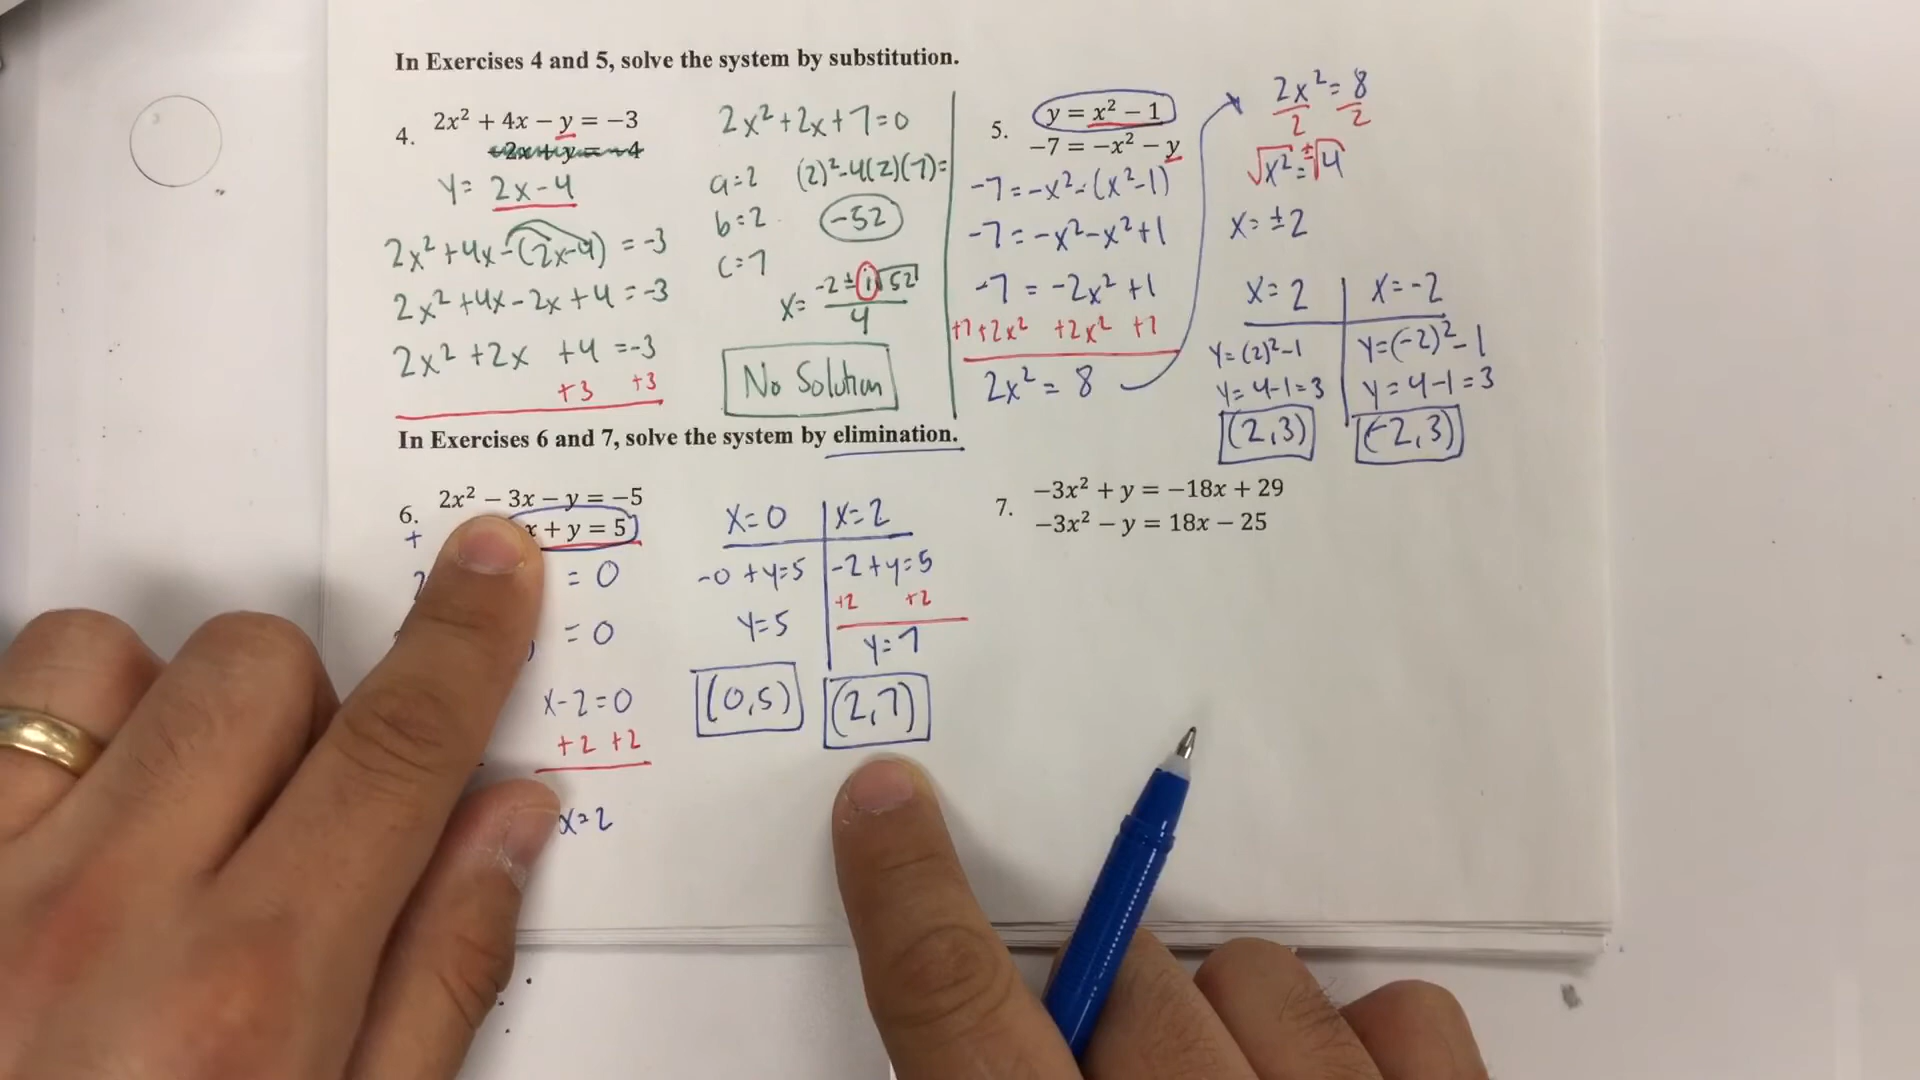 In Exercises 4 and 5, solve the system by substitution.
4. 2x² + 4x − y = −3
y = 2x-4
2x²+4x-(2x-4) = -3
2x²+4x-2x+4=-3
2x²+2x +4=-3
+3 +3
2x²+2x+7=0
a=2
b=2
c=7
(2)²-4(2)(7)=
-52
x= -2±i√52
4
No Solution
5. y = x² − 1
−7 = −x² − y
-7=-x²-(x²-1)
-7=-x²-x²+1
-7 = -2x²+1
+7+2x² +2x² +7
2x²=8
2x²=8
2 2
√x²=±√4
x=±2
x=2
y=(2)²-1
y=4-1=3
(2,3)
x=-2
y=(-2)²-1
y=4-1=3
(-2,3)
In Exercises 6 and 7, solve the system by elimination.
6. 2x² − 3x − y = −5
+ x + y = 5
= 0
= 0
x-2=0
+2 +2
x=2
x=0
-0+y=5
y=5
(0,5)
x=2
-2+y=5
+2 +2
y=7
(2,7)
7. −3x² + y = −18x + 29
−3x² − y = 18x − 25